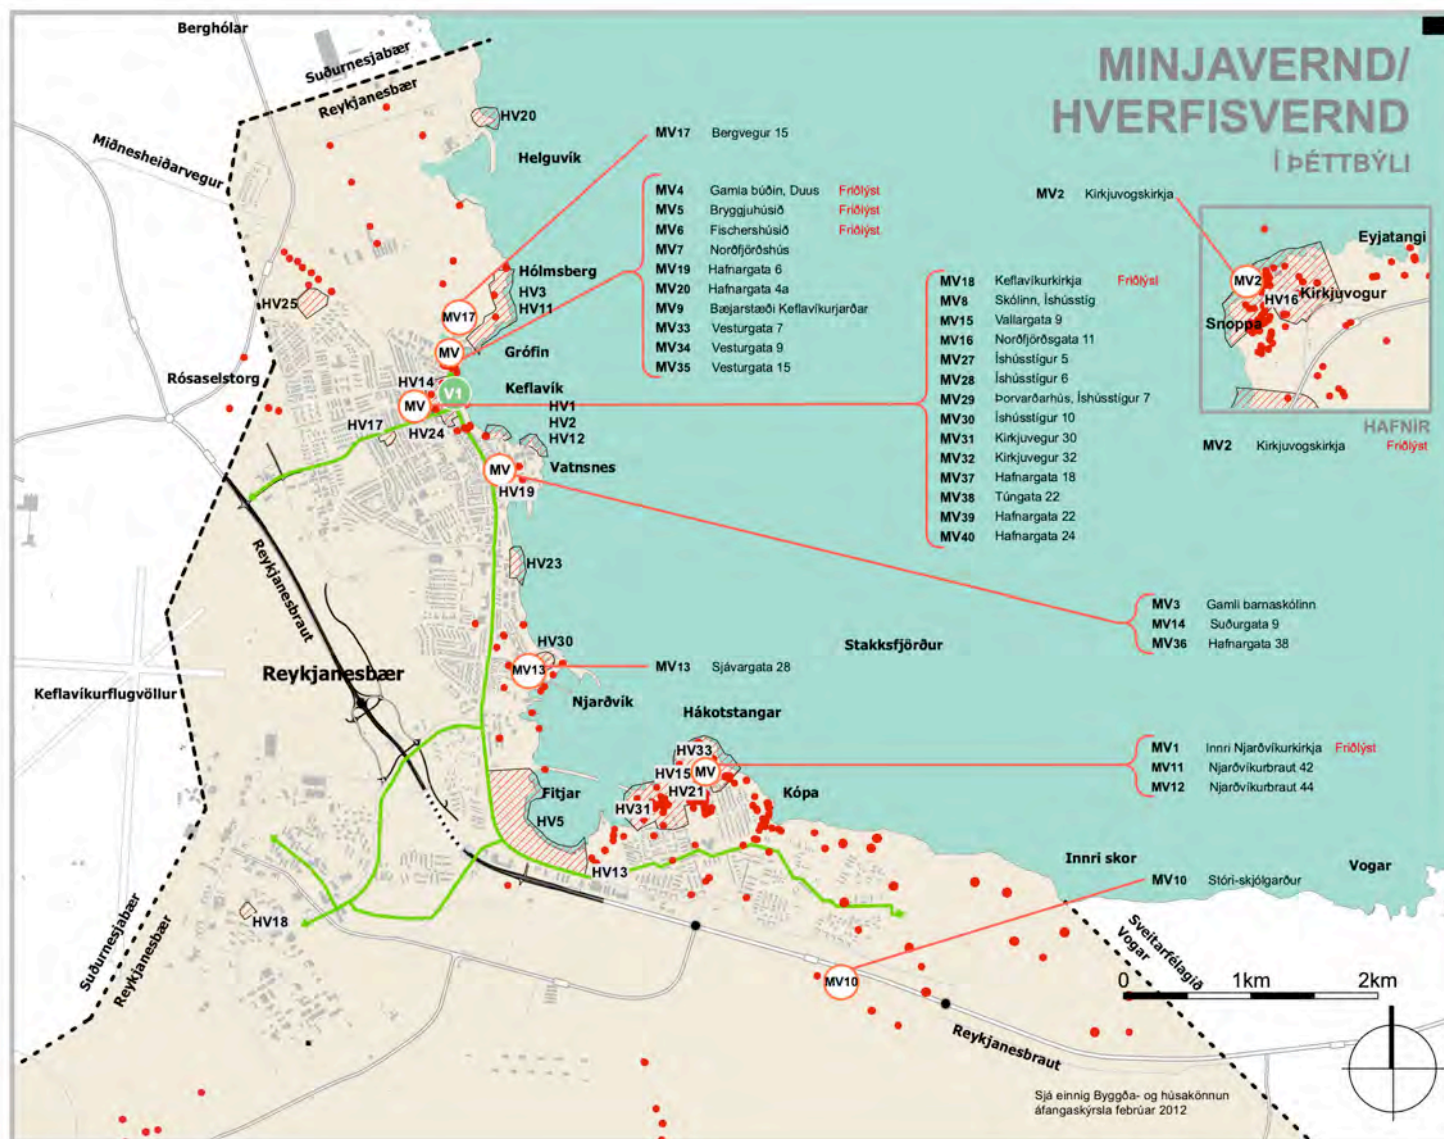 MINJAVERND/
HVERFISVERND
Í ÞÉTTBÝLI
Berghólar
Suðurnesjabær
Reykjanesbær
Miðnesheiðarvegur
HV20
Helguvík
MV17 Bergvegur 15
MV4 Gamla búðin, Duus Friðlýst
MV5 Bryggjuhúsið Friðlýst
MV6 Fischershúsið Friðlýst
MV7 Norðfjörðshús
MV19 Hafnargata 6
MV20 Hafnargata 4a
MV9 Bæjarstæði Keflavíkurjarðar
MV33 Vesturgata 7
MV34 Vesturgata 9
MV35 Vesturgata 15
MV2 Kirkjuvogskirkja
Eyjatangi
MV2
HV16
Kirkjuvogur
Snoppa
HAFNIR
MV2 Kirkjuvogskirkja Friðlýst
MV18 Keflavíkurkirkja Friðlýst
MV8 Skólinn, Íshússtíg
MV15 Vallargata 9
MV16 Norðfjörðsgata 11
MV27 Íshússtígur 5
MV28 Íshússtígur 6
MV29 Þorvarðarhús, Íshússtígur 7
MV30 Íshússtígur 10
MV31 Kirkjuvegur 30
MV32 Kirkjuvegur 32
MV37 Hafnargata 18
MV38 Túngata 22
MV39 Hafnargata 22
MV40 Hafnargata 24
Hólmsberg
HV3
HV11
HV25
MV17
MV
Grófin
Rósaselstorg
HV14
V1
Keflavík
MV
HV1
HV2
HV12
HV17
HV24
Vatnsnes
MV
HV19
HV23
Reykjanesbraut
MV3 Gamli barnaskólinn
MV14 Suðurgata 9
MV36 Hafnargata 38
Stakksfjörður
HV30
MV13
MV13 Sjávargata 28
Reykjanesbær
Keflavíkurflugvöllur
Njarðvík
Hákotstangar
HV33
HV15
MV
HV21
HV31
Kópa
MV1 Innri Njarðvíkurkirkja Friðlýst
MV11 Njarðvíkurbraut 42
MV12 Njarðvíkurbraut 44
Fitjar
HV5
HV13
Innri skor
Vogar
MV10 Stóri-skjólgarður
HV18
Suðurnesjabær
Reykjanesbær
Sveitarfélagið
Vogar
0 1km 2km
MV10
Reykjanesbraut
Sjá einnig Byggða- og húsakönnun
áfangaskýrsla febrúar 2012